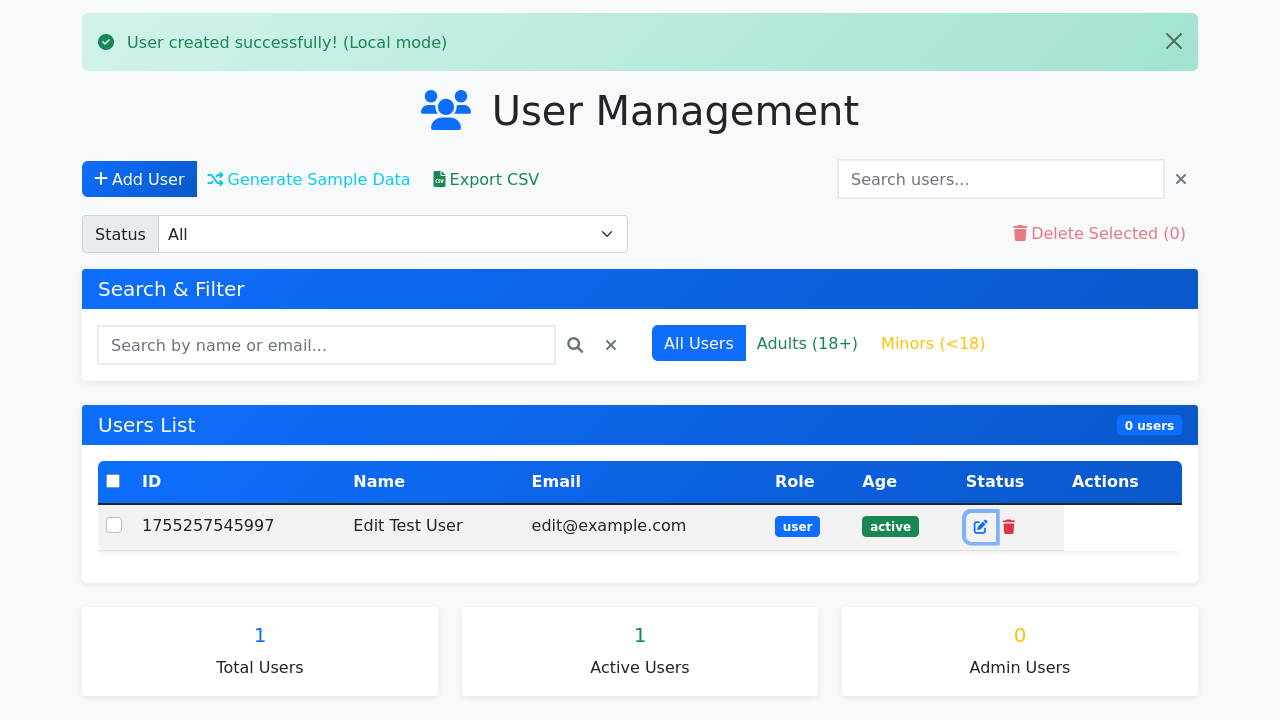 User created successfully! (Local mode)
User Management
Add User Generate Sample Data Export CSV Search users...
Status All Delete Selected (0)
Search & Filter
Search by name or email... All Users Adults (18+) Minors (<18)
Users List 0 users
ID Name Email Role Age Status Actions
1755257545997 Edit Test User edit@example.com user active
1 1 0
Total Users Active Users Admin Users